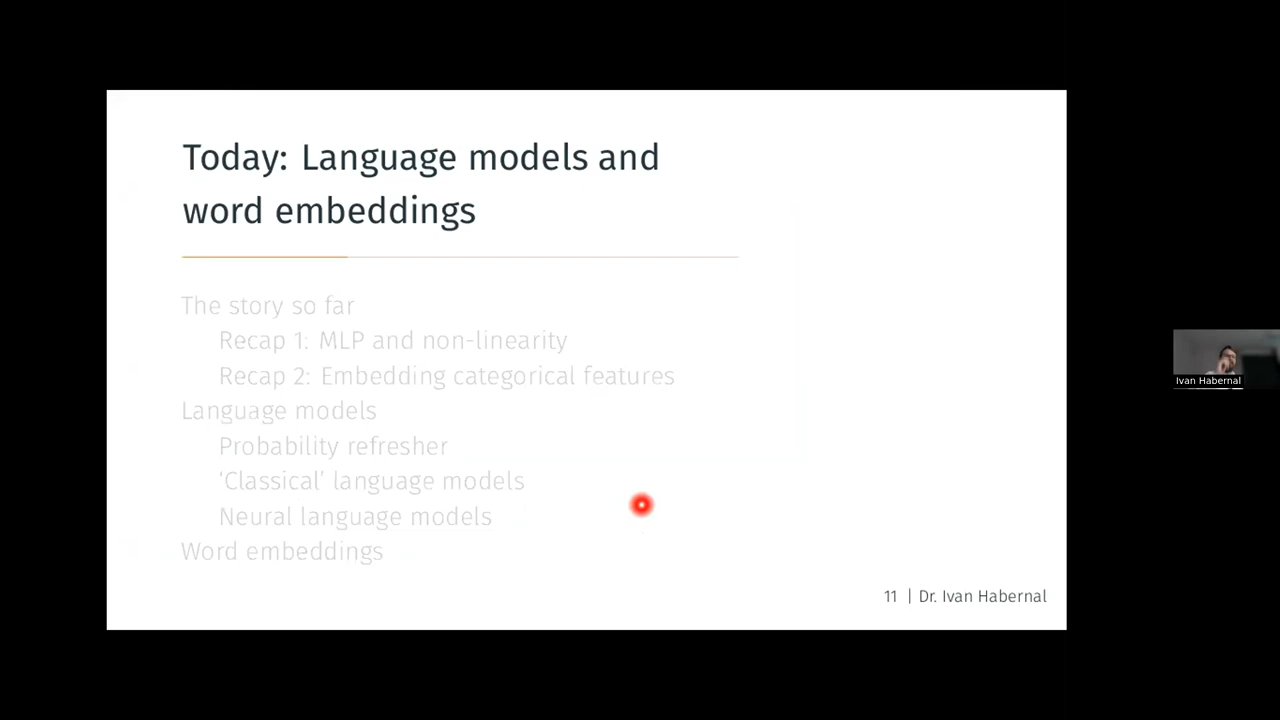 Today: Language models and
word embeddings
The story so far
Recap 1: MLP and non-linearity
Recap 2: Embedding categorical features
Language models
Probability refresher
‘Classical’ language models
Neural language models
Word embeddings
11 | Dr. Ivan Habernal
Ivan Habernal